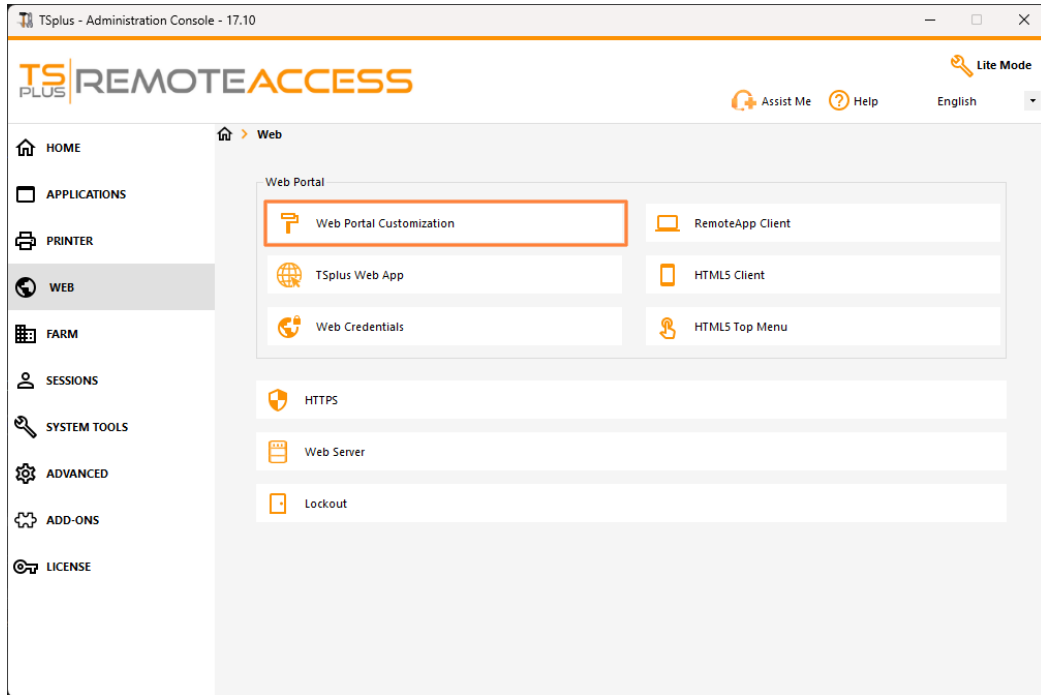 TSplus - Administration Console - 17.10
TS PLUS REMOTEACCESS
Lite Mode
Assist Me
Help
English
HOME
APPLICATIONS
PRINTER
WEB
FARM
SESSIONS
SYSTEM TOOLS
ADVANCED
ADD-ONS
LICENSE
Web
Web Portal
Web Portal Customization
RemoteApp Client
TSplus Web App
HTML5 Client
Web Credentials
HTML5 Top Menu
HTTPS
Web Server
Lockout